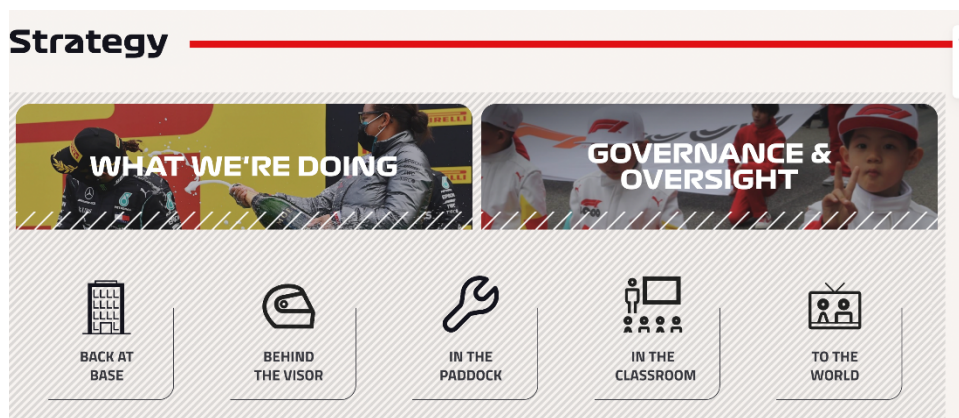 Strategy
WHAT WE'RE DOING
GOVERNANCE &
OVERSIGHT
PIRELLI
BACK AT
BASE
BEHIND
THE VISOR
IN THE
PADDOCK
IN THE
CLASSROOM
TO THE
WORLD